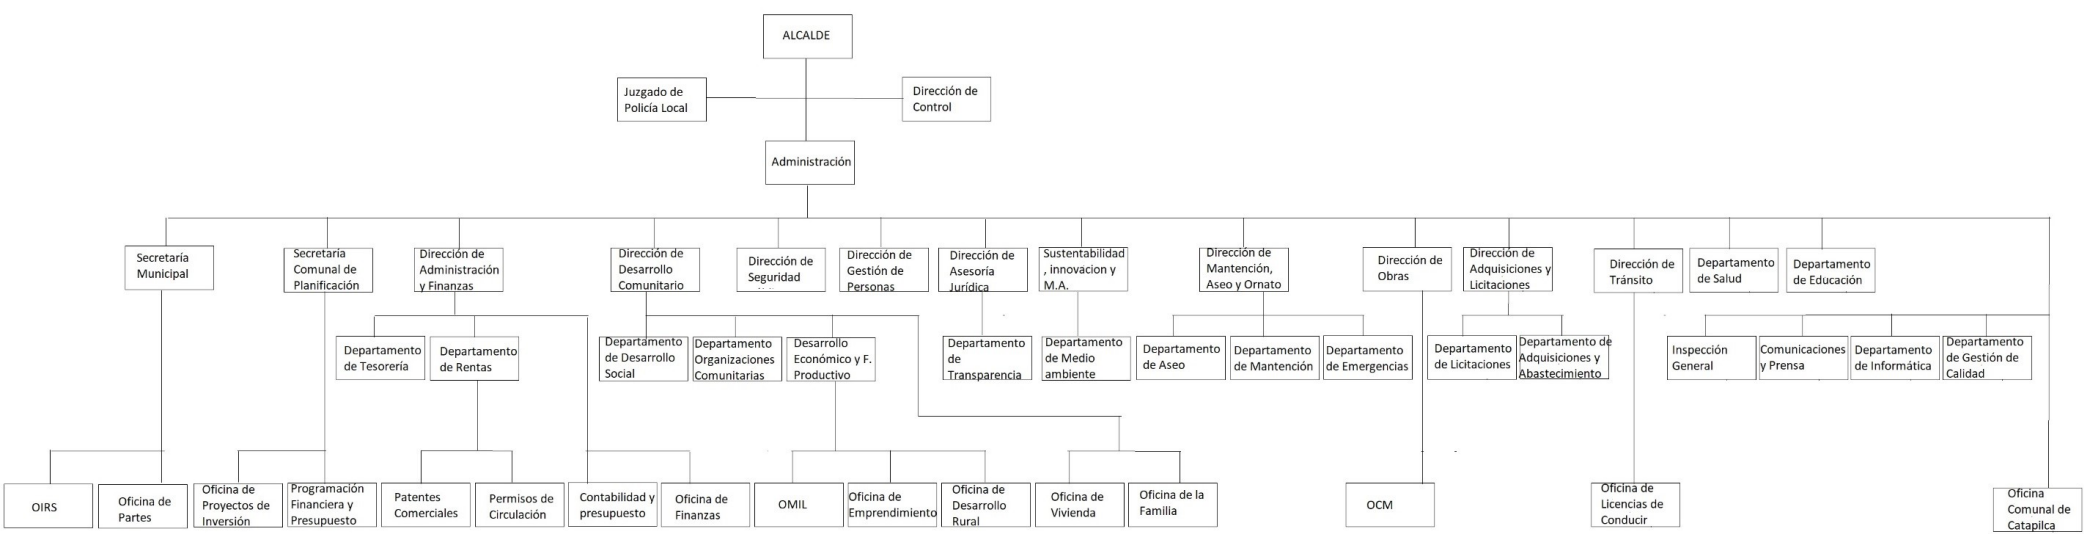 ALCALDE
Juzgado de
Policía Local
Dirección de
Control
Administración
Secretaría
Municipal
Secretaría
Comunal de
Planificación
Dirección de
Administración
y Finanzas
Dirección de
Desarrollo
Comunitario
Dirección de
Seguridad
Dirección de
Gestión de
Personas
Dirección de
Asesoría
Jurídica
Sustentabilidad
, innovacion y
M.A.
Dirección de
Mantención,
Aseo y Ornato
Dirección de
Obras
Dirección de
Adquisiciones y
Licitaciones
Dirección de
Tránsito
Departamento
de Salud
Departamento
de Educación
Departamento
de Tesorería
Departamento
de Rentas
Departamento
de Desarrollo
Social
Departamento
Organizaciones
Comunitarias
Desarrollo
Económico y F.
Productivo
Departamento
de
Transparencia
Departamento
de Medio
ambiente
Departamento
de Aseo
Departamento
de Mantención
Departamento
de Emergencias
Departamento
de Licitaciones
Departamento de
Adquisiciones y
Abastecimiento
Inspección
General
Comunicaciones
y Prensa
Departamento
de Informática
Departamento
de Gestión de
Calidad
OIRS
Oficina de
Partes
Oficina de
Proyectos de
Inversión
Programación
Financiera y
Presupuesto
Patentes
Comerciales
Permisos de
Circulación
Contabilidad y
presupuesto
Oficina de
Finanzas
OMIL
Oficina de
Emprendimiento
Oficina de
Desarrollo
Rural
Oficina de
Vivienda
Oficina de la
Familia
OCM
Oficina de
Licencias de
Conducir
Oficina
Comunal de
Catapilca